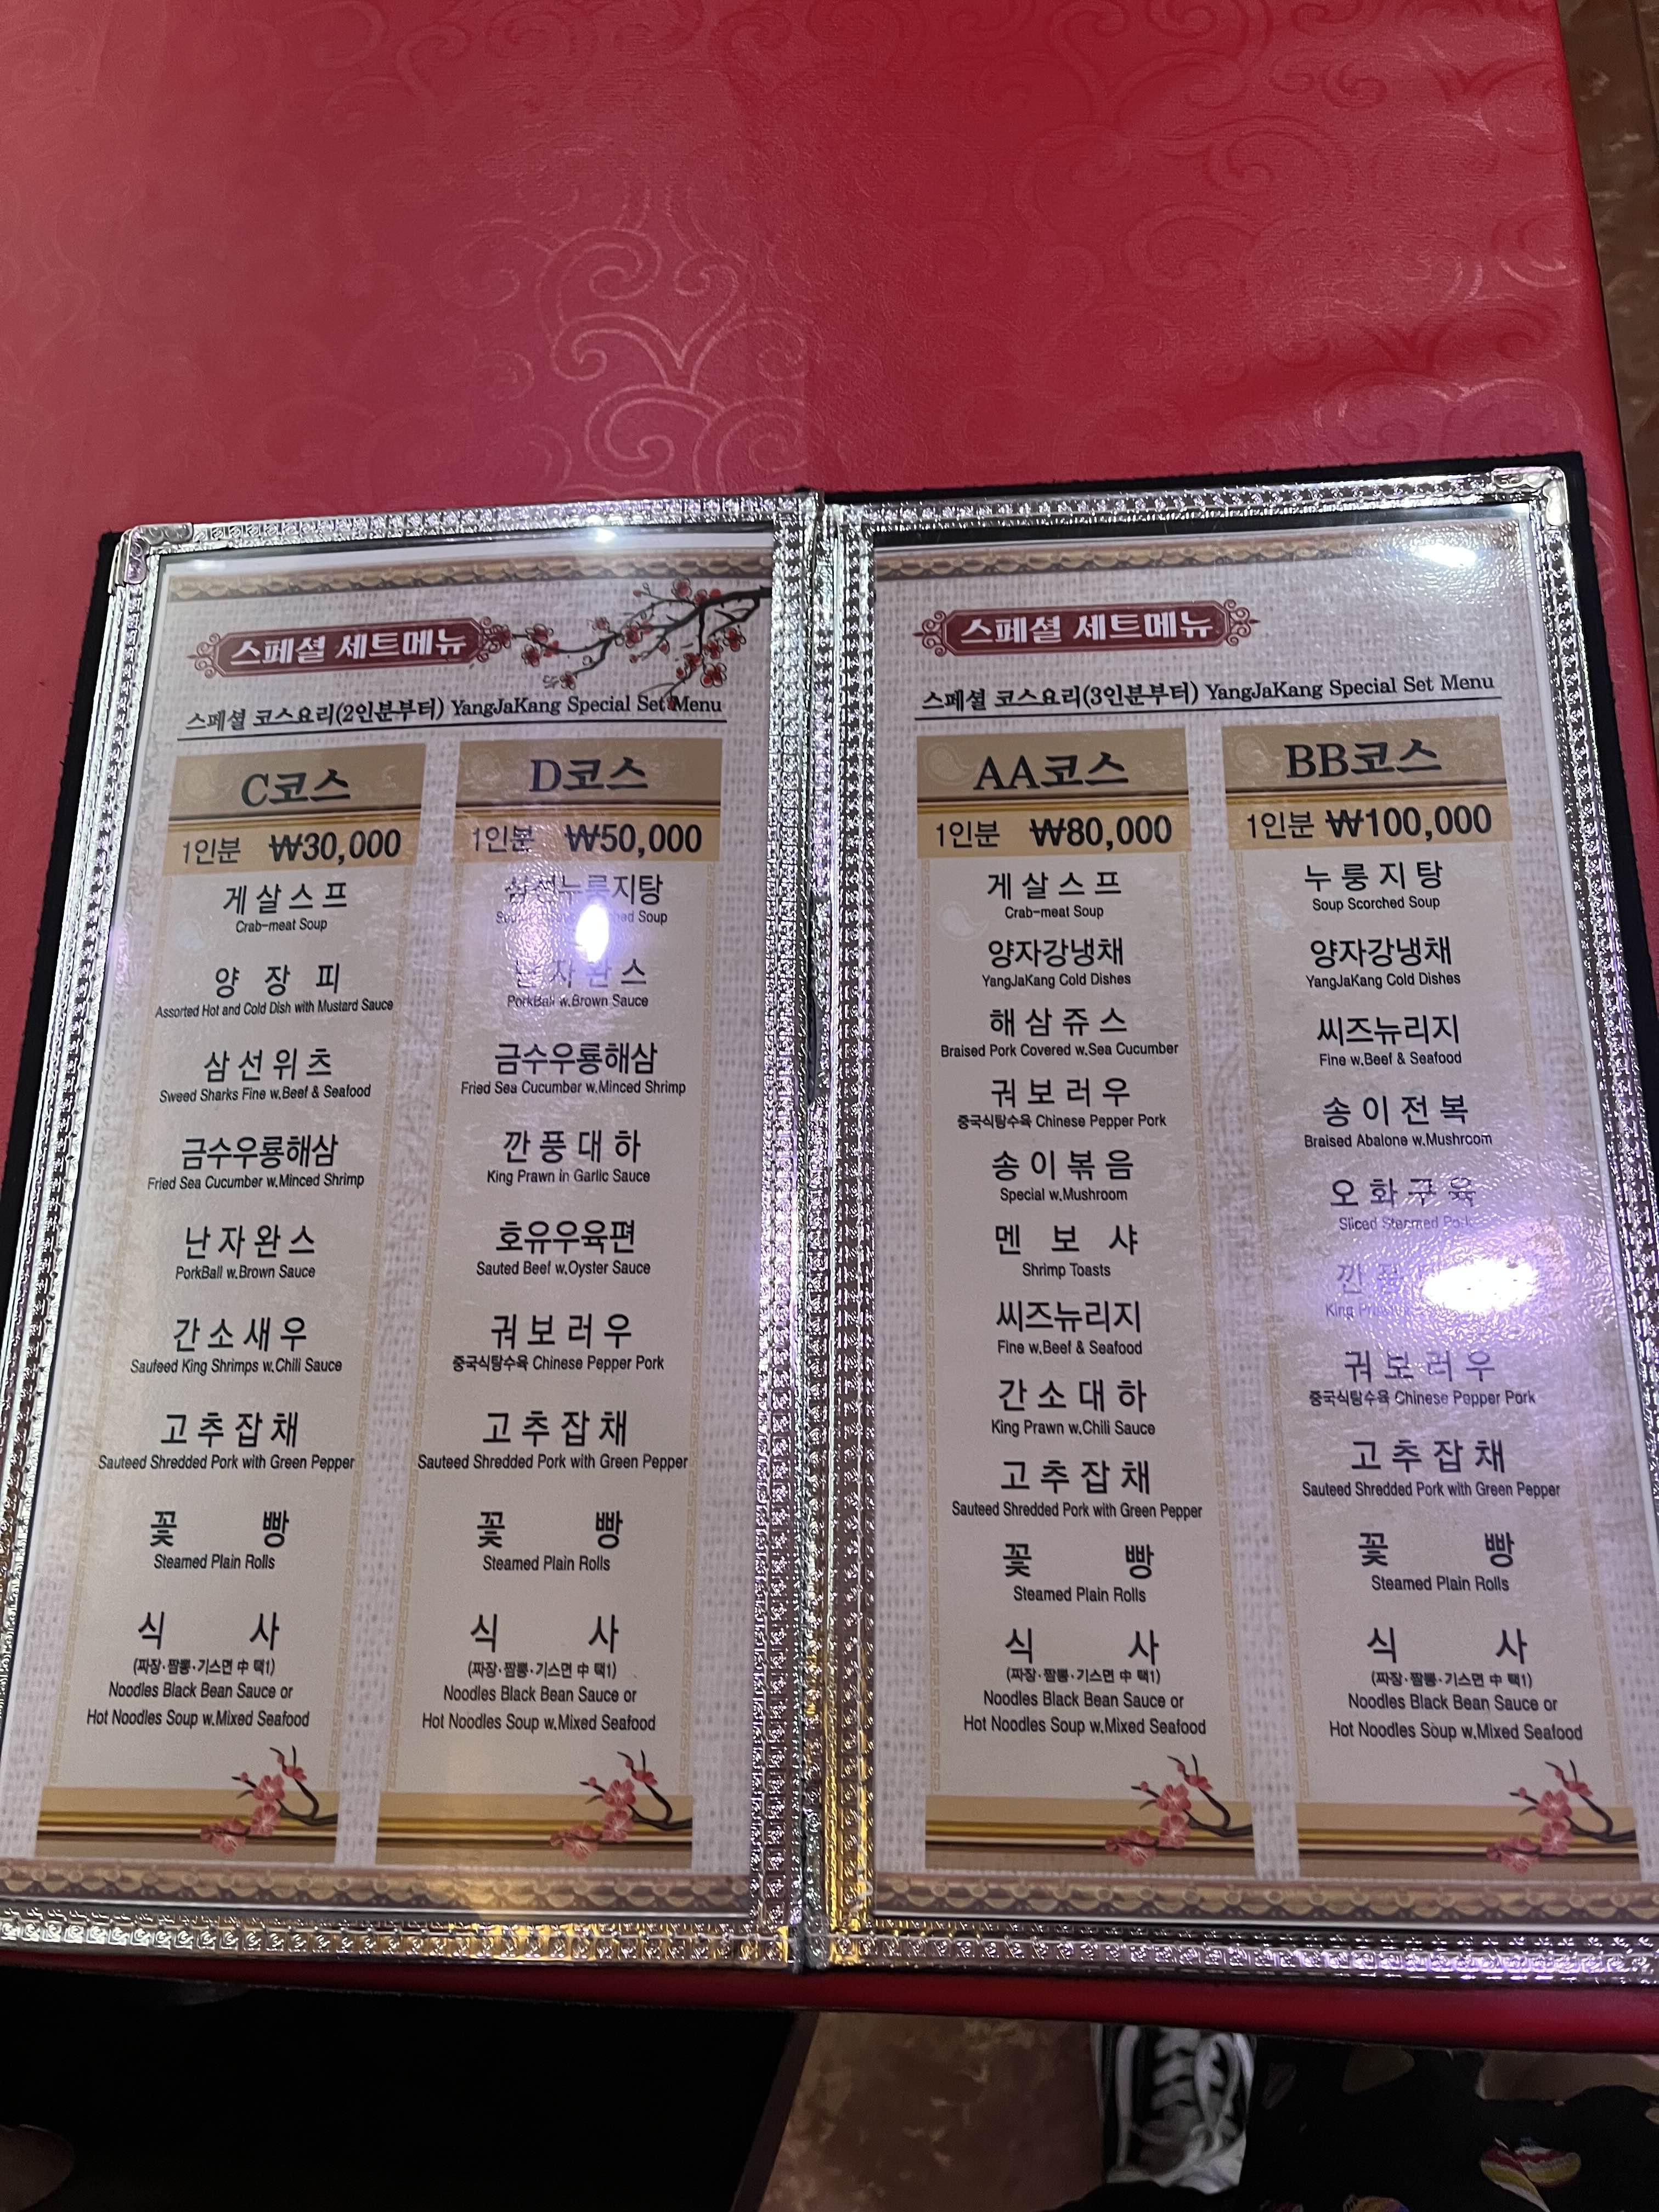 스페셜 세트메뉴
스페셜 코스요리(2인분부터) YangJaKang Special Set Menu
C코스
1인분 ₩30,000
게살스프
Crab-meat Soup
양장피
Assorted Hot and Cold Dish with Mustard Sauce
삼선위츠
Sweed Sharks Fine w.Beef & Seafood
금수우룡해삼
Fried Sea Cucumber w.Minced Shrimp
난자완스
PorkBall w.Brown Sauce
간소새우
Saufeed King Shrimps w.Chili Sauce
고추잡채
Sauteed Shredded Pork with Green Pepper
꽃빵
Steamed Plain Rolls
식사
(짜장·짬뽕·기스면 中 택1)
Noodles Black Bean Sauce or
Hot Noodles Soup w.Mixed Seafood
D코스
1인분 ₩50,000
삼선누룽지탕
Soup
난자완스
PorkBall w.Brown Sauce
금수우룡해삼
Fried Sea Cucumber w.Minced Shrimp
깐풍대하
King Prawn in Garlic Sauce
호유우육편
Sauted Beef w.Oyster Sauce
궈보러우
중국식탕수육 Chinese Pepper Pork
고추잡채
Sauteed Shredded Pork with Green Pepper
꽃빵
Steamed Plain Rolls
식사
(짜장·짬뽕·기스면 中 택1)
Noodles Black Bean Sauce or
Hot Noodles Soup w.Mixed Seafood
스페셜 세트메뉴
스페셜 코스요리(3인분부터) YangJaKang Special Set Menu
AA코스
1인분 ₩80,000
게살스프
Crab-meat Soup
양자강냉채
YangJaKang Cold Dishes
해삼쥬스
Braised Pork Covered w.Sea Cucumber
궈보러우
중국식탕수육 Chinese Pepper Pork
송이볶음
Special w.Mushroom
멘보샤
Shrimp Toasts
씨즈뉴리지
Fine w.Beef & Seafood
간소대하
King Prawn w.Chili Sauce
고추잡채
Sauteed Shredded Pork with Green Pepper
꽃빵
Steamed Plain Rolls
식사
(짜장·짬뽕·기스면 中 택1)
Noodles Black Bean Sauce or
Hot Noodles Soup w.Mixed Seafood
BB코스
1인분 ₩100,000
누룽지탕
Soup Scorched Soup
양자강냉채
YangJaKang Cold Dishes
씨즈뉴리지
Fine w.Beef & Seafood
송이전복
Braised Abalone w.Mushroom
오화구육
Sliced Steamed Pork
King
궈보러우
중국식탕수육 Chinese Pepper Pork
고추잡채
Sauteed Shredded Pork with Green Pepper
꽃빵
Steamed Plain Rolls
식사
(짜장·짬뽕·기스면 中 택1)
Noodles Black Bean Sauce or
Hot Noodles Soup w.Mixed Seafood